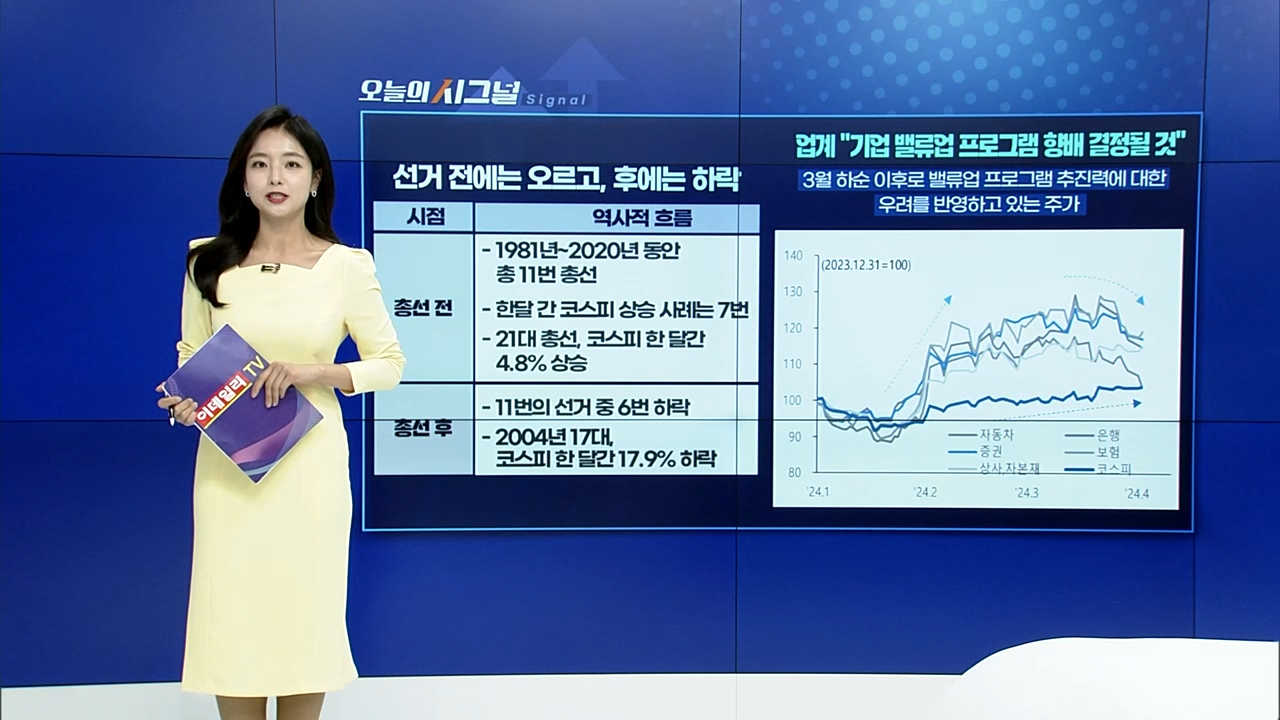 오늘의 시그널 Signal
선거 전에는 오르고, 후에는 하락
시점 역사적 흐름
총선 전
- 1981년~2020년 동안
총 11번 총선
- 한달 간 코스피 상승 사례는 7번
- 21대 총선, 코스피 한 달간
4.8% 상승
총선 후
- 11번의 선거 중 6번 하락
- 2004년 17대,
코스피 한 달간 17.9% 하락
업계 "기업 밸류업 프로그램 향배 결정될 것"
3월 하순 이후로 밸류업 프로그램 추진력에 대한
우려를 반영하고 있는 주가
(2023.12.31=100)
140
130
120
110
100
90
80
자동차 은행
증권 보험
상사,자본재 코스피
'24.1 '24.2 '24.3 '24.4
이데일리 TV